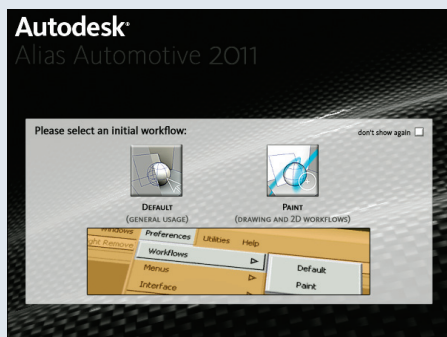 Autodesk®
Alias Automotive 2011
Please select an initial workflow:
don't show again
DEFAULT
(GENERAL USAGE)
PAINT
(DRAWING AND 2D WORKFLOWS)
Windows Preferences Utilities Help
ght Remove Workflows
Default
Menus
Paint
Interface